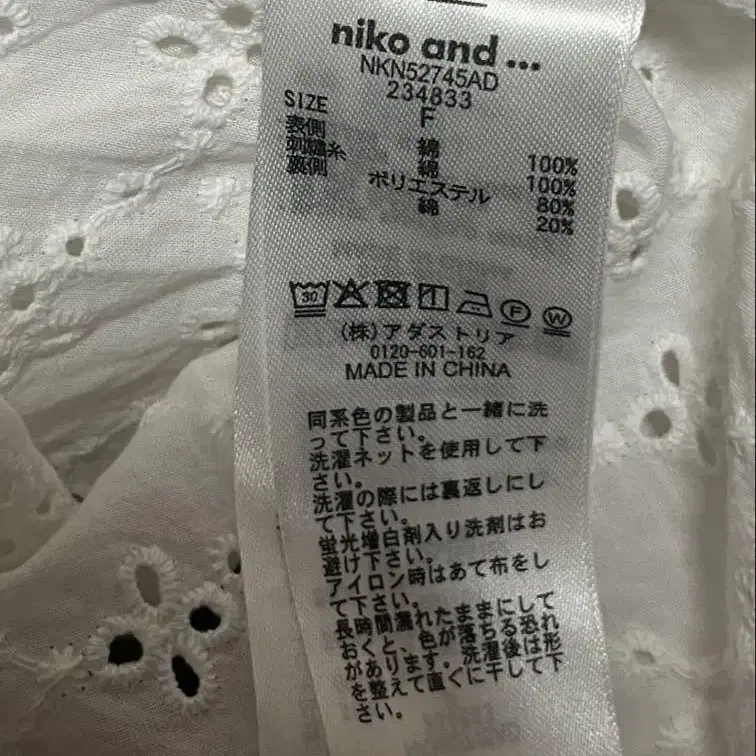 niko and ...
NKN52745AD
234833
SIZE F
表側 綿 100%
刺繍糸 綿 100%
裏側 ポリエステル 80%
綿 20%
30
F
W
(株)アダストリア
0120-601-162
MADE IN CHINA
同系色の製品と一緒に洗
って下さい。
洗濯ネットを使用して下
さい。
洗濯の際には裏返しにし
て下さい。
蛍光増白剤入り洗剤はお
避け下さい。
アイロン時はあて布をし
て下さい。
長時間濡れたままにして
おくと、色が落ちる恐れ
があります。洗濯後は形
を整えて直ぐに干して下
さい。